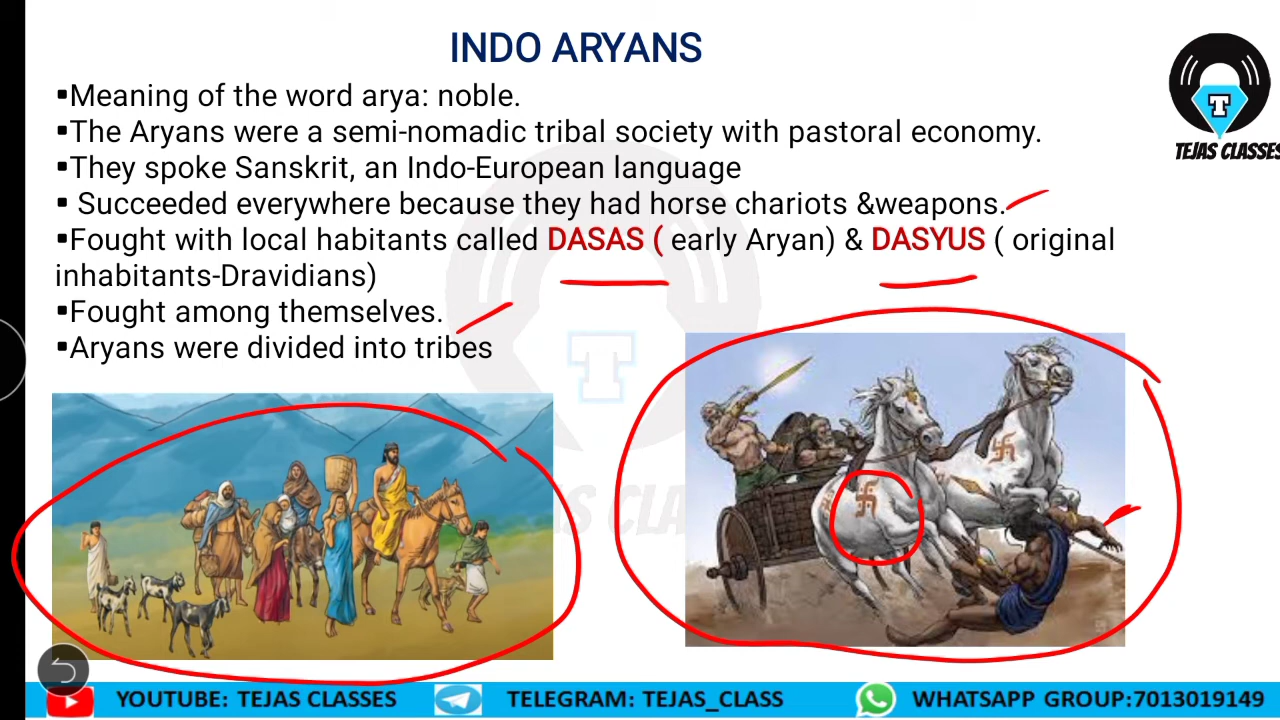 INDO ARYANS
▪Meaning of the word arya: noble.
▪The Aryans were a semi-nomadic tribal society with pastoral economy.
▪They spoke Sanskrit, an Indo-European language
▪ Succeeded everywhere because they had horse chariots &weapons.
▪Fought with local habitants called DASAS ( early Aryan) & DASYUS ( original
inhabitants-Dravidians)
▪Fought among themselves.
▪Aryans were divided into tribes
T
TEJAS CLASSES
T
AS CLA
YOUTUBE: TEJAS CLASSES
TELEGRAM: TEJAS_CLASS
WHATSAPP GROUP:7013019149